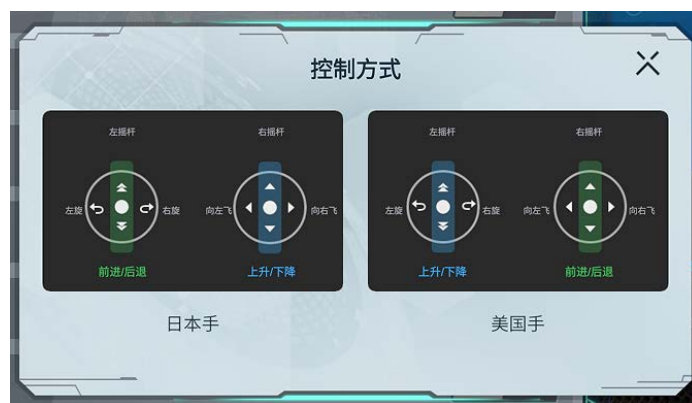 控制方式
左摇杆 右摇杆 左摇杆 右摇杆
左旋 右旋 向左飞 向右飞 左旋 右旋 向左飞 向右飞
前进/后退 上升/下降 上升/下降 前进/后退
日本手 美国手